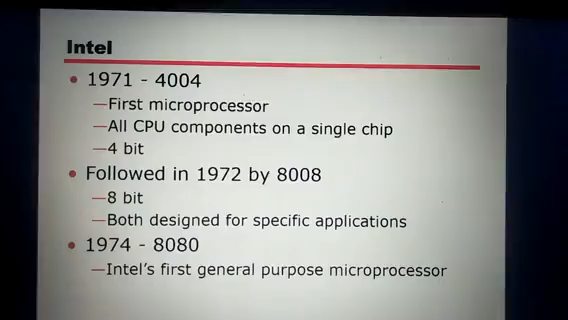 Intel
• 1971 - 4004
—First microprocessor
—All CPU components on a single chip
—4 bit
• Followed in 1972 by 8008
—8 bit
—Both designed for specific applications
• 1974 - 8080
—Intel's first general purpose microprocessor